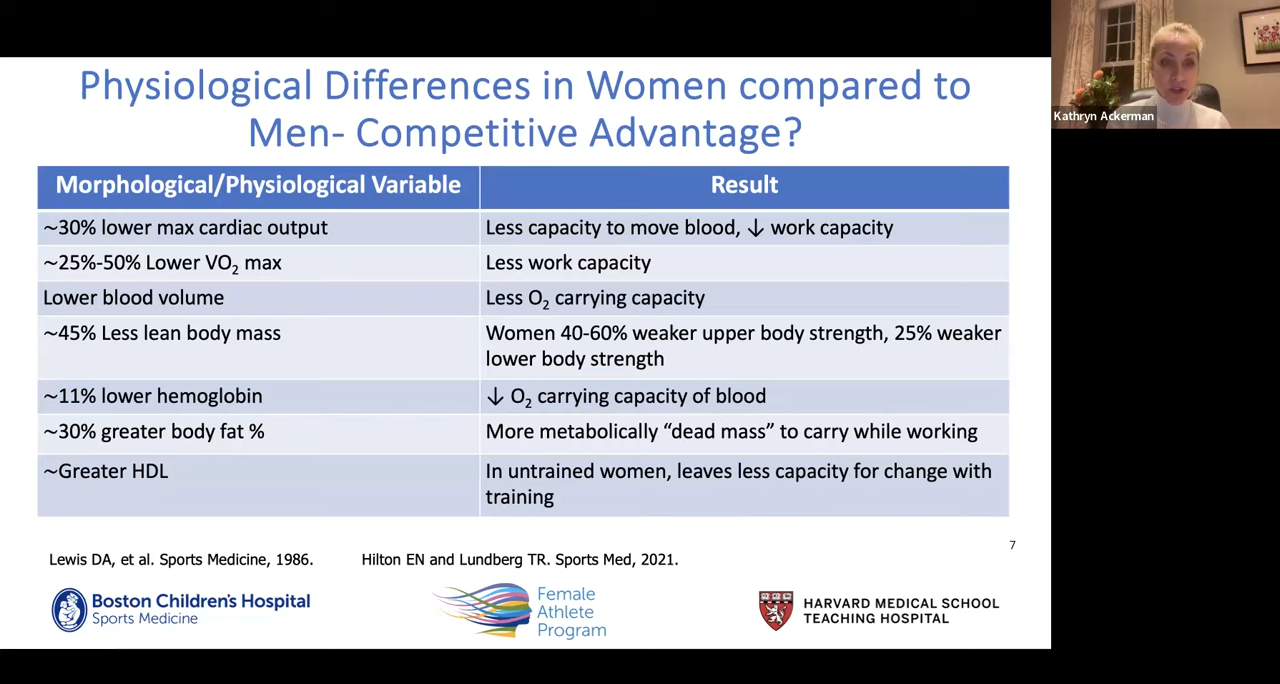 Physiological Differences in Women compared to
Men- Competitive Advantage?
Morphological/Physiological Variable
Result
~30% lower max cardiac output
Less capacity to move blood, ↓ work capacity
~25%-50% Lower VO₂ max
Less work capacity
Lower blood volume
Less O₂ carrying capacity
~45% Less lean body mass
Women 40-60% weaker upper body strength, 25% weaker
lower body strength
~11% lower hemoglobin
↓ O₂ carrying capacity of blood
~30% greater body fat %
More metabolically “dead mass” to carry while working
~Greater HDL
In untrained women, leaves less capacity for change with
training
Lewis DA, et al. Sports Medicine, 1986.
Hilton EN and Lundberg TR. Sports Med, 2021.
7
Boston Children's Hospital
Sports Medicine
Female
Athlete
Program
HARVARD MEDICAL SCHOOL
TEACHING HOSPITAL
Kathryn Ackerman